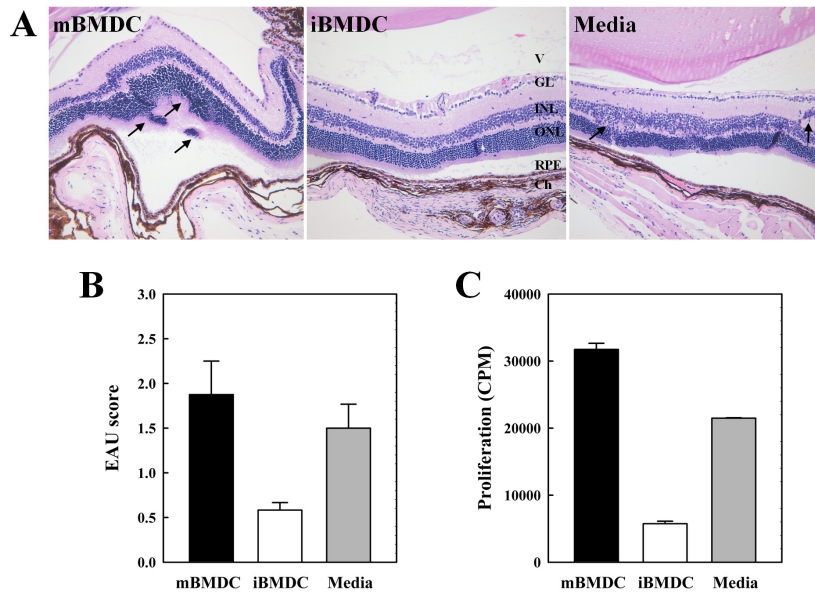 A
mBMDC
iBMDC
Media
V
GL
INL
ONL
RPE
Ch
B
EAU score
3.0
2.5
2.0
1.5
1.0
0.5
0.0
mBMDC iBMDC Media
C
Proliferation (CPM)
40000
30000
20000
10000
0
mBMDC iBMDC Media